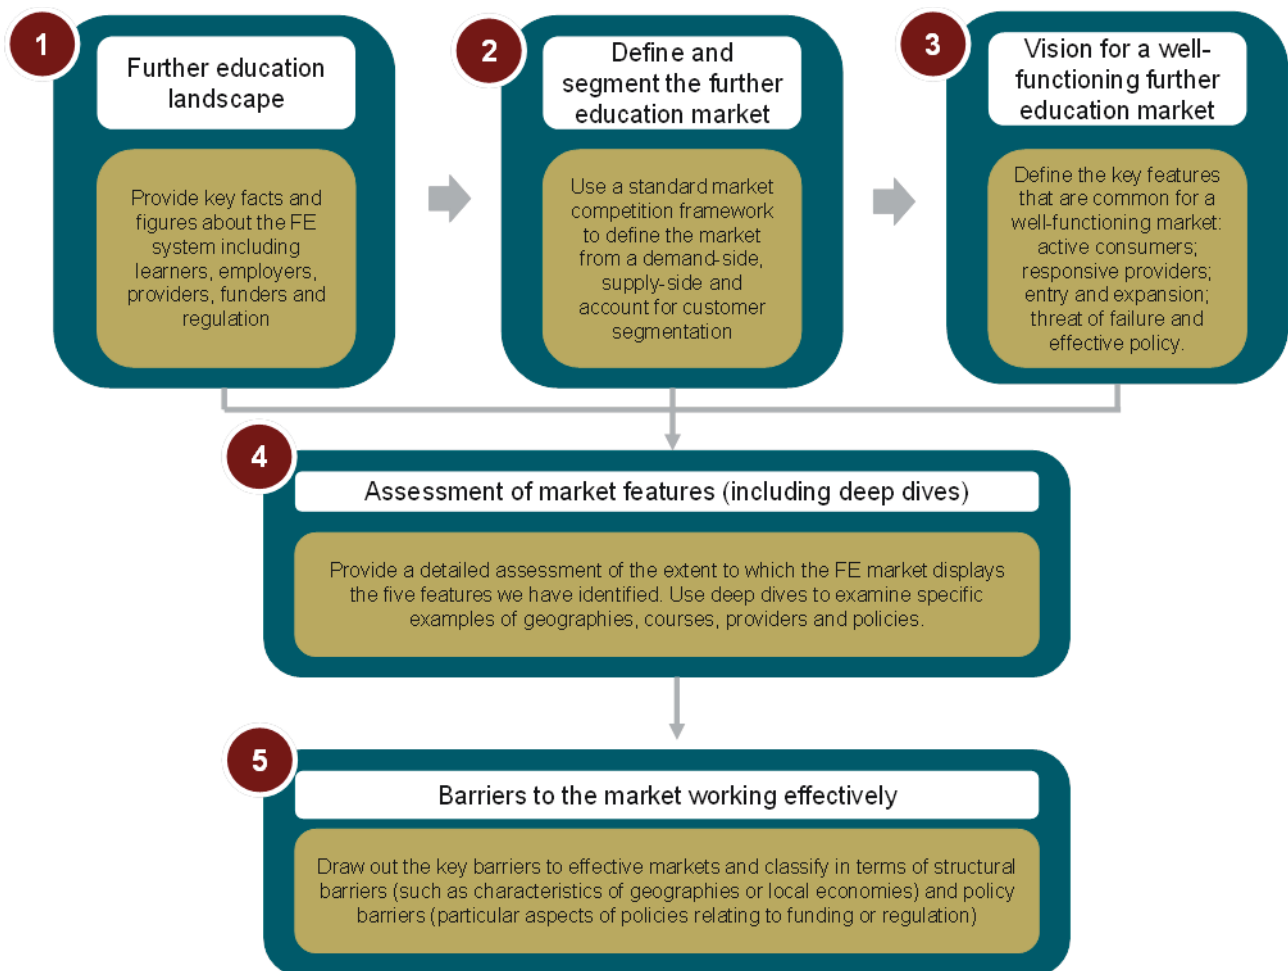 1
Further education
landscape
Provide key facts and
figures about the FE
system including
learners, employers,
providers, funders and
regulation
2
Define and
segment the further
education market
Use a standard market
competition framework
to define the market
from a demand-side,
supply-side and
account for customer
segmentation
3
Vision for a well-
functioning further
education market
Define the key features
that are common for a
well-functioning market:
active consumers;
responsive providers;
entry and expansion;
threat of failure and
effective policy.
4
Assessment of market features (including deep dives)
Provide a detailed assessment of the extent to which the FE market displays
the five features we have identified. Use deep dives to examine specific
examples of geographies, courses, providers and policies.
5
Barriers to the market working effectively
Draw out the key barriers to effective markets and classify in terms of structural
barriers (such as characteristics of geographies or local economies) and policy
barriers (particular aspects of policies relating to funding or regulation)